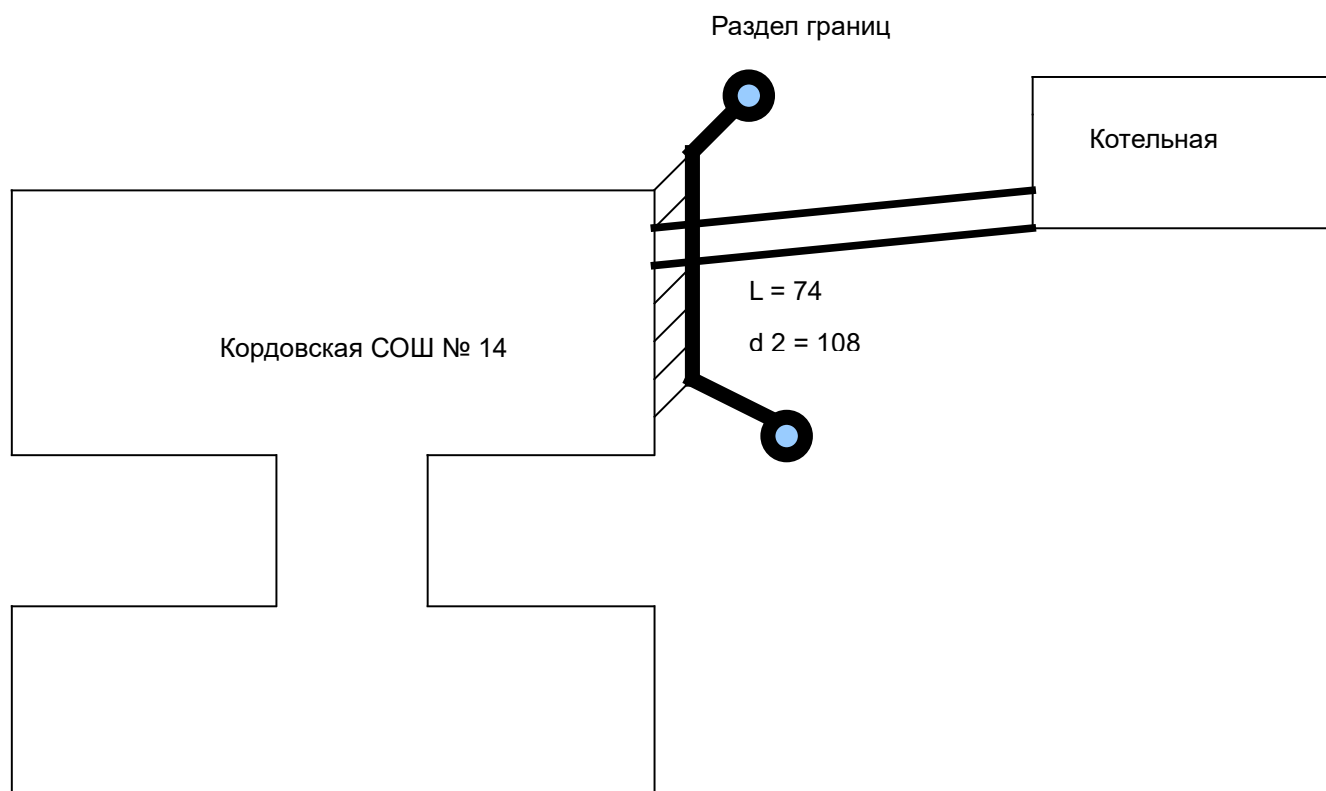 Раздел границ
Котельная
L = 74
d 2 = 108
Кордовская СОШ № 14